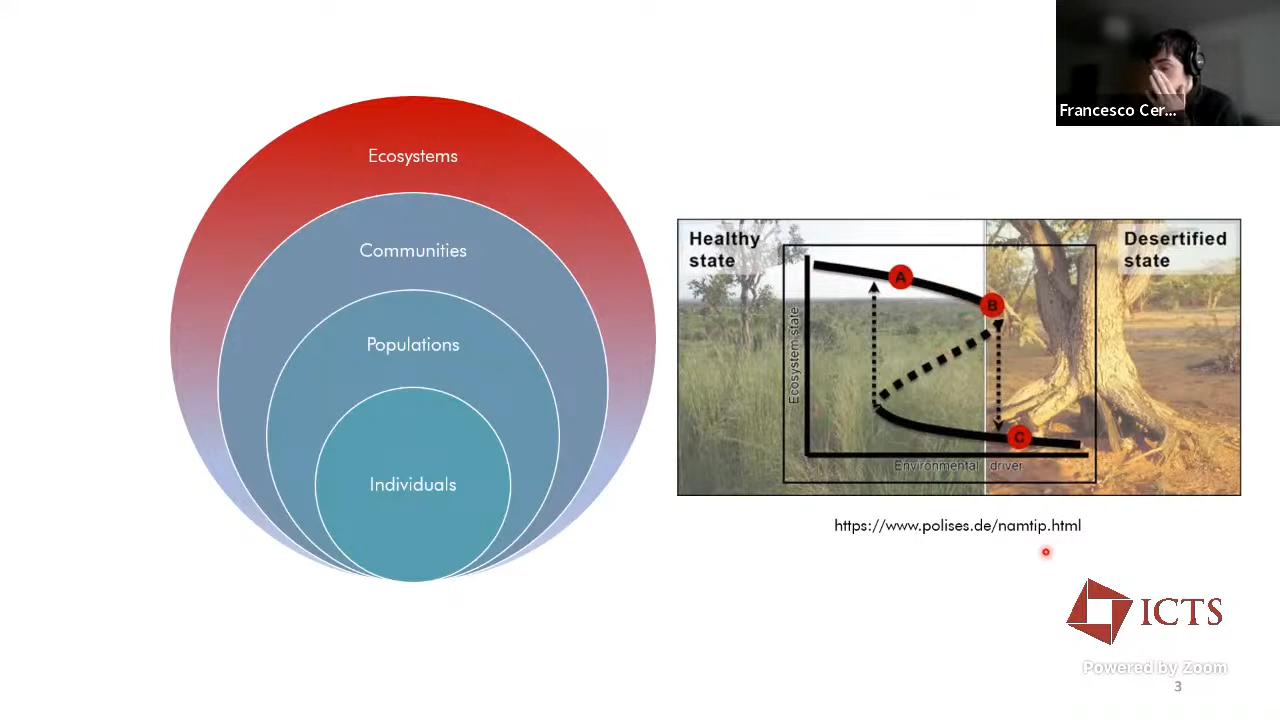 Francesco Cer...
Ecosystems
Communities
Populations
Individuals
Healthy
state
Desertified
state
A
B
C
Ecosystem state
Environmental driver
https://www.polises.de/namtip.html
ICTS
Powered by Zoom
3